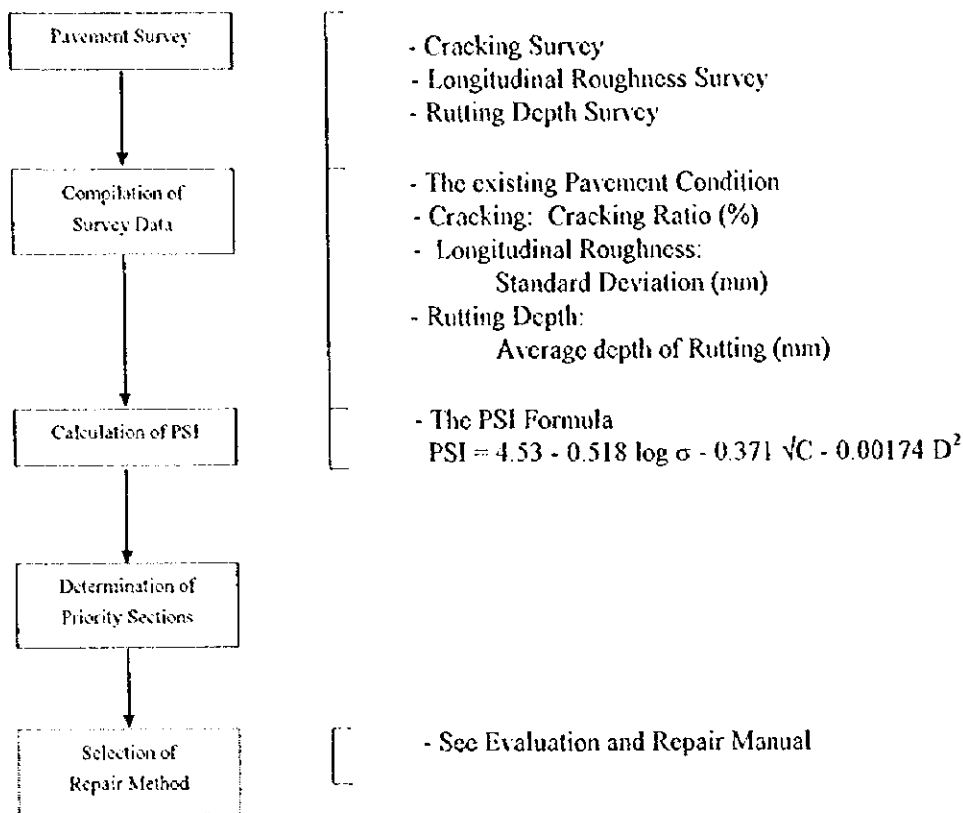 Pavement Survey
- Cracking Survey
- Longitudinal Roughness Survey
- Rutting Depth Survey
Compilation of
Survey Data
- The existing Pavement Condition
- Cracking: Cracking Ratio (%)
- Longitudinal Roughness:
Standard Deviation (mm)
- Rutting Depth:
Average depth of Rutting (mm)
Calculation of PSI
- The PSI Formula
PSI = 4.53 - 0.518 log σ - 0.371 √C - 0.00174 D²
Determination of
Priority Sections
Selection of
Repair Method
- See Evaluation and Repair Manual